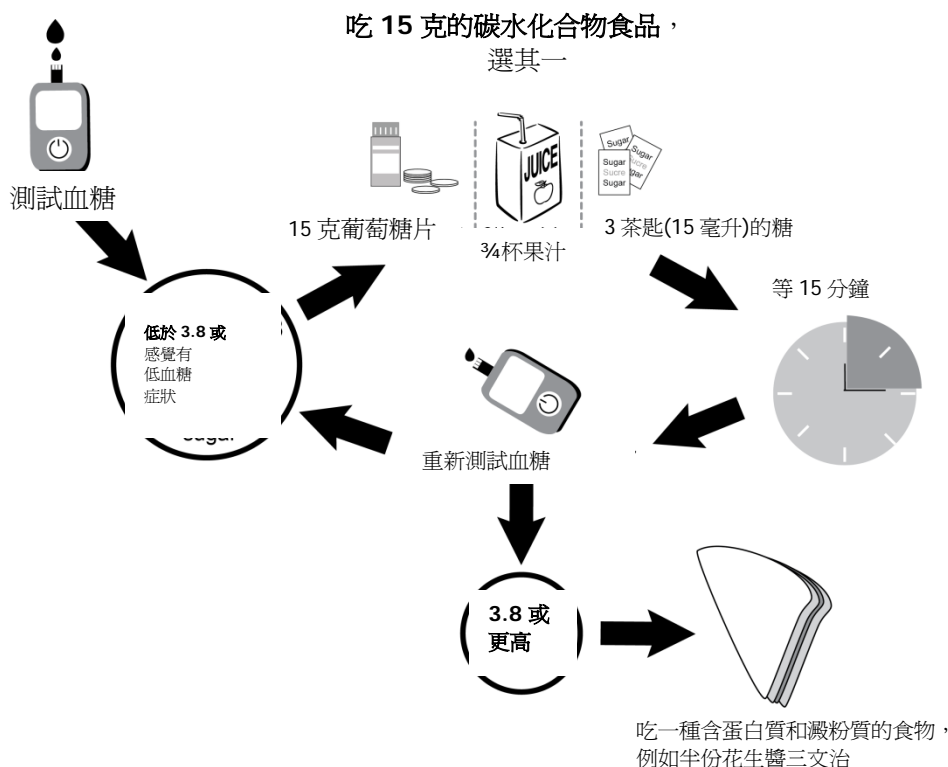 吃 15 克的碳水化合物食品，
選其一
測試血糖
JUICE
Sugar
Sugar
Sucre
Sugar
Sucre
Sugar
15 克葡萄糖片
¾杯果汁
3 茶匙(15 毫升)的糖
等 15 分鐘
低於 3.8 或
感覺有
低血糖
症狀
重新測試血糖
3.8 或
更高
吃一種含蛋白質和澱粉質的食物，
例如半份花生醬三文治